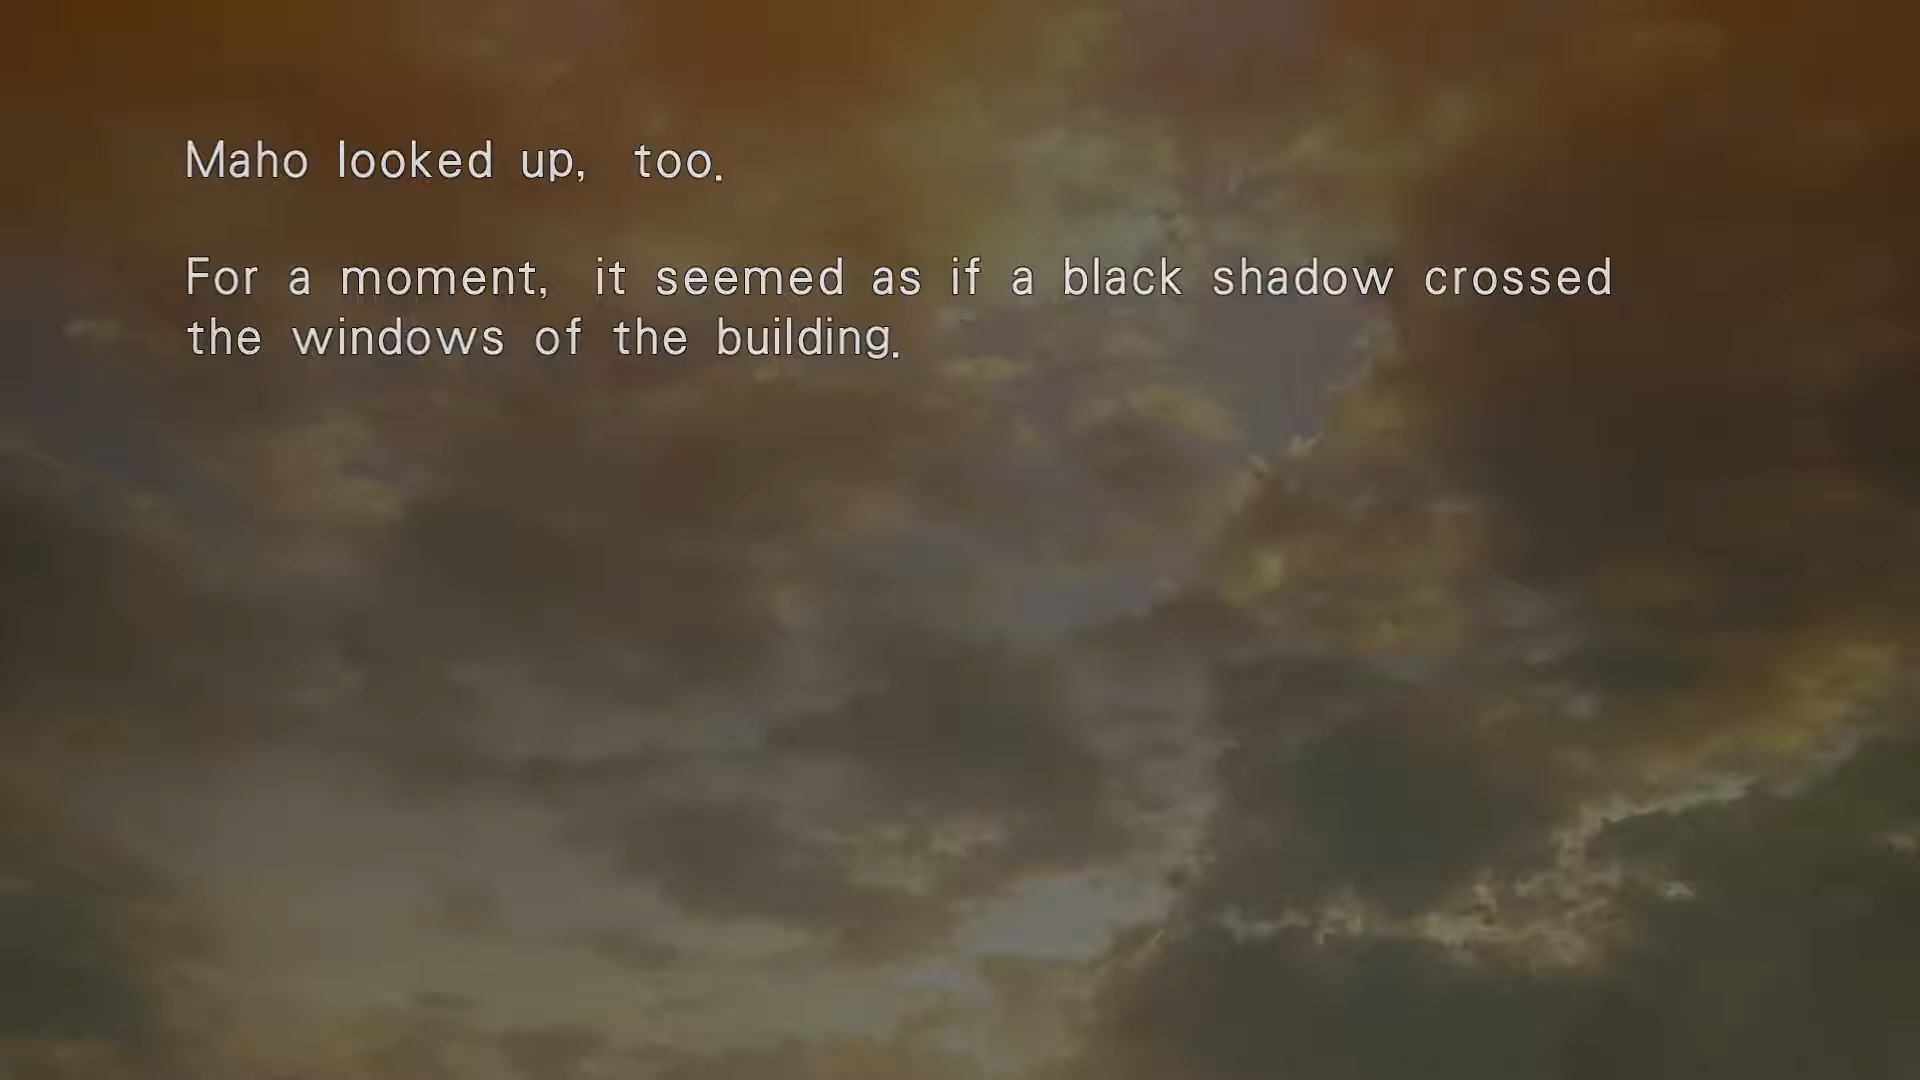 Maho looked up, too.
For a moment, it seemed as if a black shadow crossed
the windows of the building.